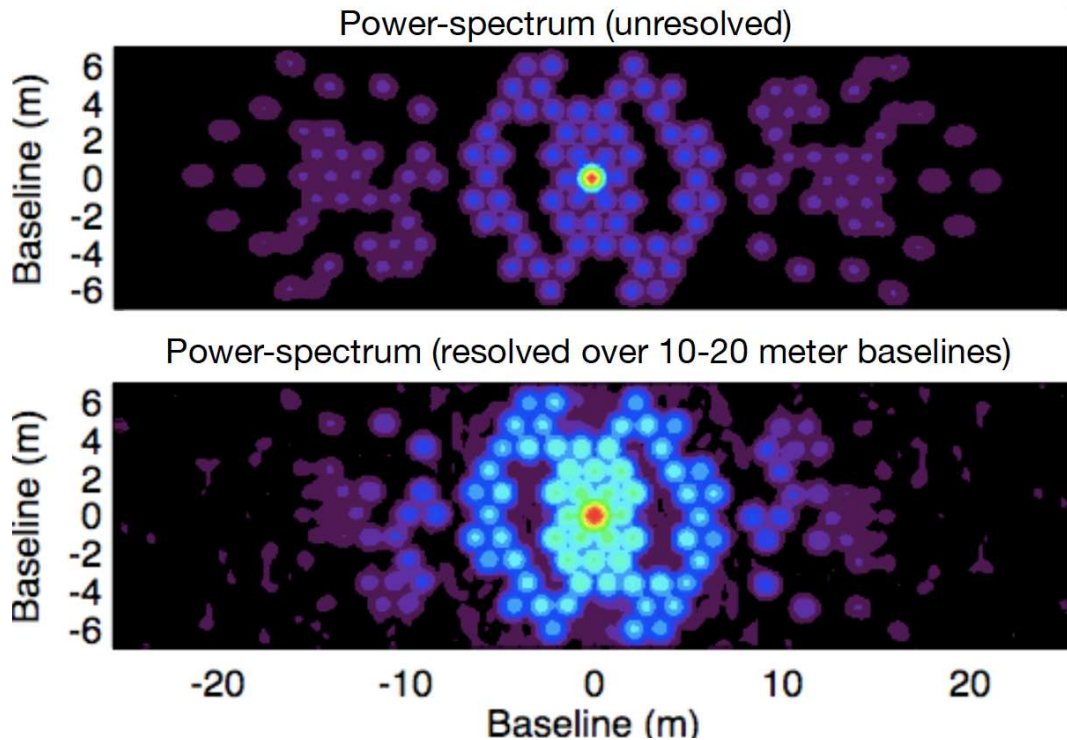 Power-spectrum (unresolved)
Baseline (m)
6
4
2
0
-2
-4
-6
Power-spectrum (resolved over 10-20 meter baselines)
Baseline (m)
6
4
2
0
-2
-4
-6
-20 -10 0 10 20
Baseline (m)